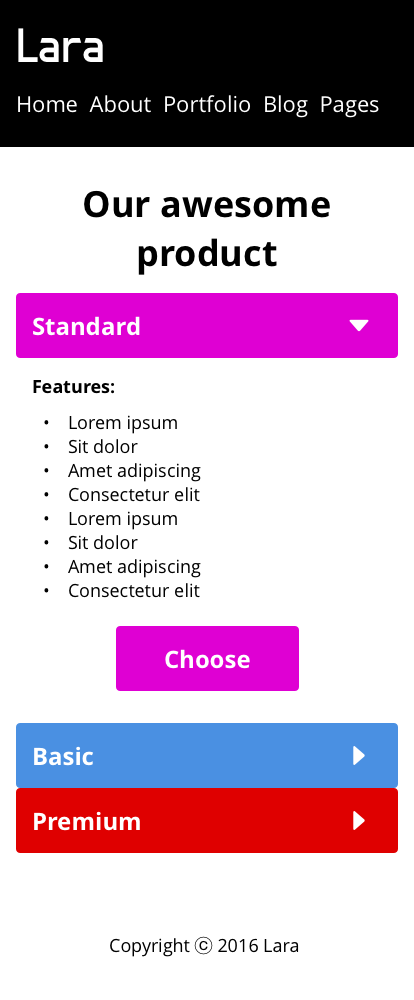 Lara
Home About Portfolio Blog Pages
Our awesome
product
Standard
Features:
• Lorem ipsum
• Sit dolor
• Amet adipiscing
• Consectetur elit
• Lorem ipsum
• Sit dolor
• Amet adipiscing
• Consectetur elit
Choose
Basic
Premium
Copyright ⓒ 2016 Lara